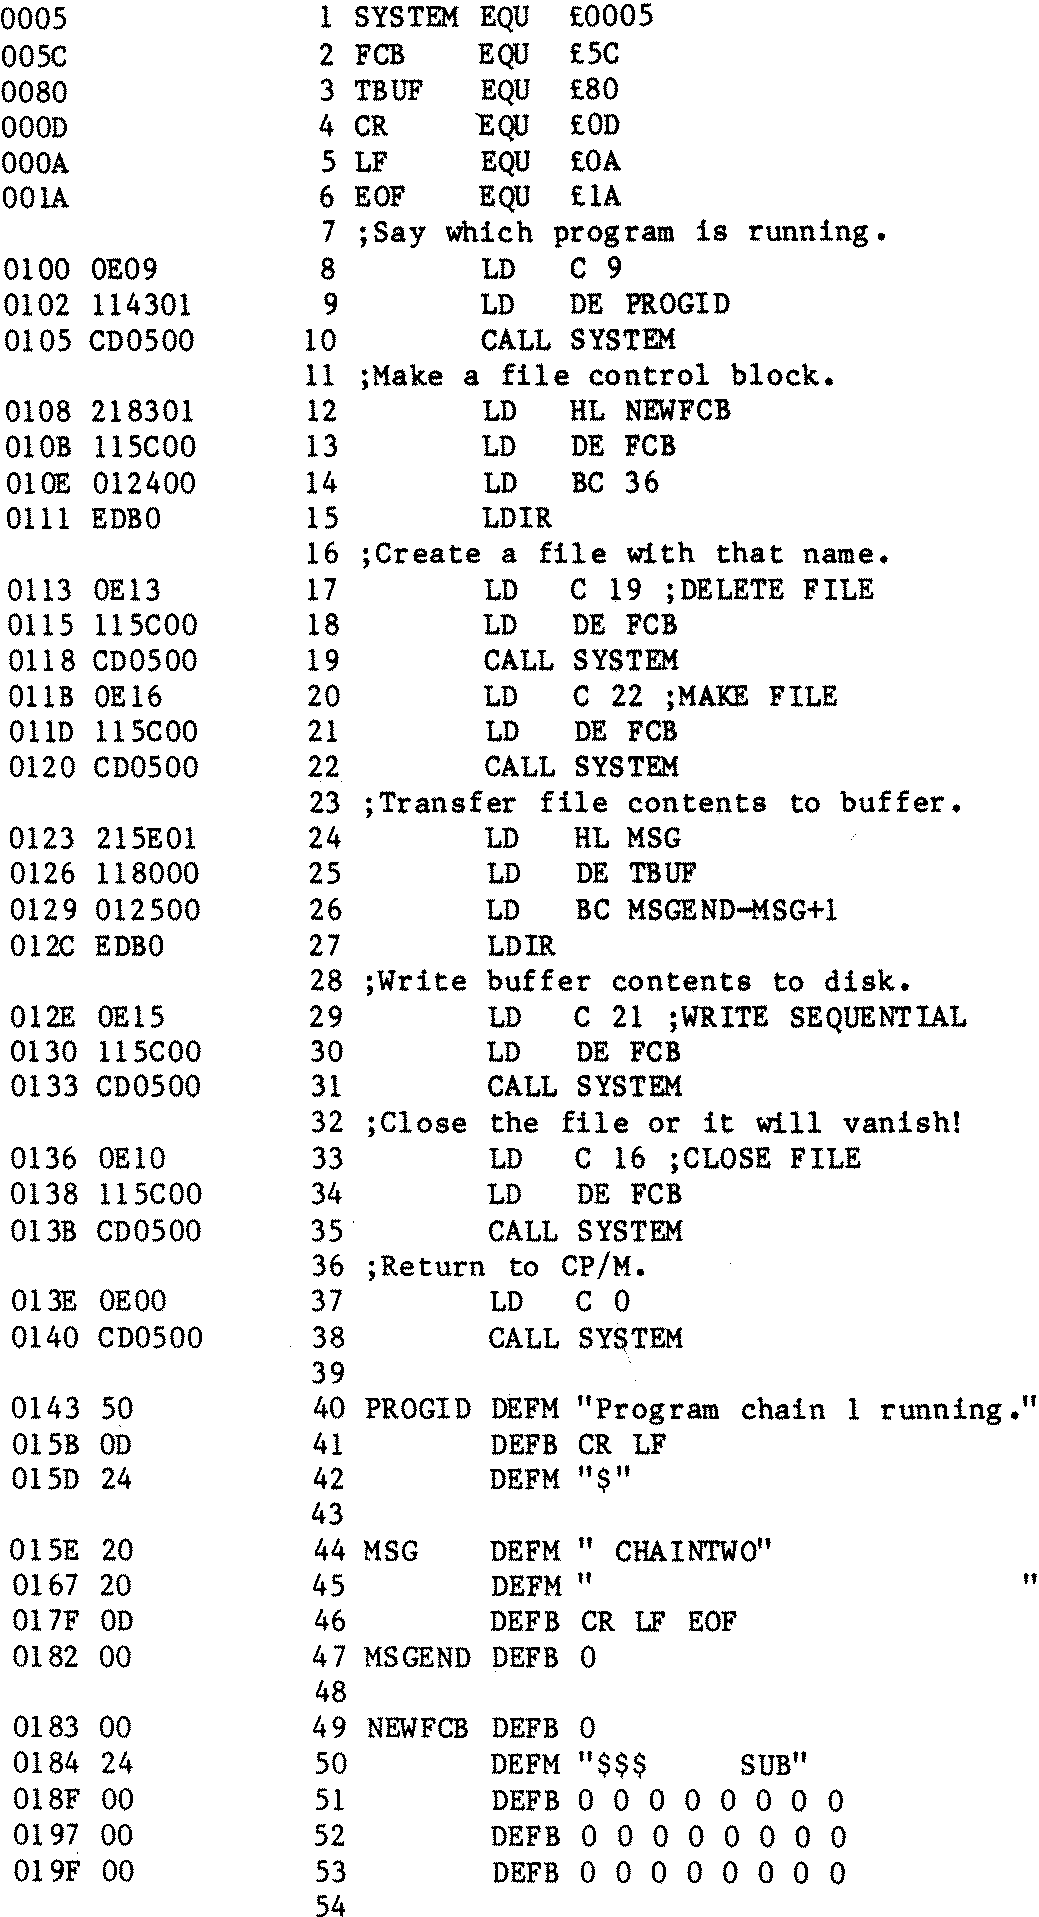 0005 1 SYSTEM EQU £0005
005C 2 FCB EQU £5C
0080 3 TBUF EQU £80
000D 4 CR EQU £0D
000A 5 LF EQU £0A
001A 6 EOF EQU £1A
7 ;Say which program is running.
0100 0E09 8 LD C 9
0102 114301 9 LD DE PROGID
0105 CD0500 10 CALL SYSTEM
11 ;Make a file control block.
0108 218301 12 LD HL NEWFCB
010B 115C00 13 LD DE FCB
010E 012400 14 LD BC 36
0111 EDB0 15 LDIR
16 ;Create a file with that name.
0113 0E13 17 LD C 19 ;DELETE FILE
0115 115C00 18 LD DE FCB
0118 CD0500 19 CALL SYSTEM
011B 0E16 20 LD C 22 ;MAKE FILE
011D 115C00 21 LD DE FCB
0120 CD0500 22 CALL SYSTEM
23 ;Transfer file contents to buffer.
0123 215E01 24 LD HL MSG
0126 118000 25 LD DE TBUF
0129 012500 26 LD BC MSGEND-MSG+1
012C EDB0 27 LDIR
28 ;Write buffer contents to disk.
012E 0E15 29 LD C 21 ;WRITE SEQUENTIAL
0130 115C00 30 LD DE FCB
0133 CD0500 31 CALL SYSTEM
32 ;Close the file or it will vanish!
0136 0E10 33 LD C 16 ;CLOSE FILE
0138 115C00 34 LD DE FCB
013B CD0500 35 CALL SYSTEM
36 ;Return to CP/M.
013E 0E00 37 LD C 0
0140 CD0500 38 CALL SYSTEM
39
0143 50 40 PROGID DEFM "Program chain 1 running."
015B 0D 41 DEFB CR LF
015D 24 42 DEFM "$"
43
015E 20 44 MSG DEFM " CHAINTWO"
0167 20 45 DEFM "                        "
017F 0D 46 DEFB CR LF EOF
0182 00 47 MSGEND DEFB 0
48
0183 00 49 NEWFCB DEFB 0
0184 24 50 DEFM "$$$     SUB"
018F 00 51 DEFB 0 0 0 0 0 0 0 0
0197 00 52 DEFB 0 0 0 0 0 0 0 0
019F 00 53 DEFB 0 0 0 0 0 0 0 0
54